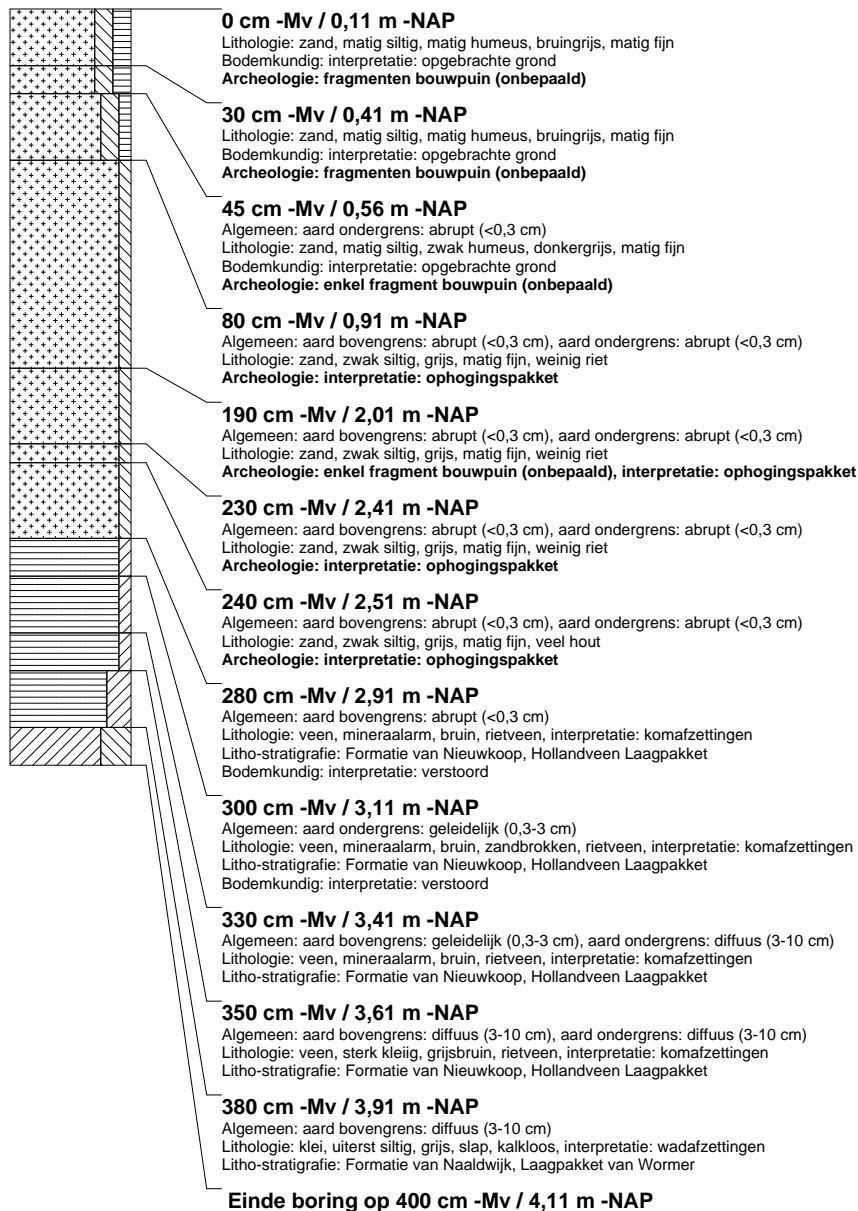 0 cm -Mv / 0,11 m -NAP
Lithologie: zand, matig siltig, matig humeus, bruingrijs, matig fijn
Bodemkundig: interpretatie: opgebrachte grond
Archeologie: fragmenten bouwpuin (onbepaald)
30 cm -Mv / 0,41 m -NAP
Lithologie: zand, matig siltig, matig humeus, bruingrijs, matig fijn
Bodemkundig: interpretatie: opgebrachte grond
Archeologie: fragmenten bouwpuin (onbepaald)
45 cm -Mv / 0,56 m -NAP
Algemeen: aard ondergrens: abrupt (<0,3 cm)
Lithologie: zand, matig siltig, zwak humeus, donkergrijs, matig fijn
Bodemkundig: interpretatie: opgebrachte grond
Archeologie: enkel fragment bouwpuin (onbepaald)
80 cm -Mv / 0,91 m -NAP
Algemeen: aard bovengrens: abrupt (<0,3 cm), aard ondergrens: abrupt (<0,3 cm)
Lithologie: zand, zwak siltig, grijs, matig fijn, weinig riet
Archeologie: interpretatie: ophogingspakket
190 cm -Mv / 2,01 m -NAP
Algemeen: aard bovengrens: abrupt (<0,3 cm), aard ondergrens: abrupt (<0,3 cm)
Lithologie: zand, zwak siltig, grijs, matig fijn, weinig riet
Archeologie: enkel fragment bouwpuin (onbepaald), interpretatie: ophogingspakket
230 cm -Mv / 2,41 m -NAP
Algemeen: aard bovengrens: abrupt (<0,3 cm), aard ondergrens: abrupt (<0,3 cm)
Lithologie: zand, zwak siltig, grijs, matig fijn, weinig riet
Archeologie: interpretatie: ophogingspakket
240 cm -Mv / 2,51 m -NAP
Algemeen: aard bovengrens: abrupt (<0,3 cm), aard ondergrens: abrupt (<0,3 cm)
Lithologie: zand, zwak siltig, grijs, matig fijn, veel hout
Archeologie: interpretatie: ophogingspakket
280 cm -Mv / 2,91 m -NAP
Algemeen: aard bovengrens: abrupt (<0,3 cm)
Lithologie: veen, mineraalarm, bruin, rietveen, interpretatie: komafzettingen
Litho-stratigrafie: Formatie van Nieuwkoop, Hollandveen Laagpakket
Bodemkundig: interpretatie: verstoord
300 cm -Mv / 3,11 m -NAP
Algemeen: aard ondergrens: geleidelijk (0,3-3 cm)
Lithologie: veen, mineraalarm, bruin, zandbrokken, rietveen, interpretatie: komafzettingen
Litho-stratigrafie: Formatie van Nieuwkoop, Hollandveen Laagpakket
Bodemkundig: interpretatie: verstoord
330 cm -Mv / 3,41 m -NAP
Algemeen: aard bovengrens: geleidelijk (0,3-3 cm), aard ondergrens: diffuus (3-10 cm)
Lithologie: veen, mineraalarm, bruin, rietveen, interpretatie: komafzettingen
Litho-stratigrafie: Formatie van Nieuwkoop, Hollandveen Laagpakket
350 cm -Mv / 3,61 m -NAP
Algemeen: aard bovengrens: diffuus (3-10 cm), aard ondergrens: diffuus (3-10 cm)
Lithologie: veen, sterk kleiig, grijsbruin, rietveen, interpretatie: komafzettingen
Litho-stratigrafie: Formatie van Nieuwkoop, Hollandveen Laagpakket
380 cm -Mv / 3,91 m -NAP
Algemeen: aard bovengrens: diffuus (3-10 cm)
Lithologie: klei, uiterst siltig, grijs, slap, kalkloos, interpretatie: wadafzettingen
Litho-stratigrafie: Formatie van Naaldwijk, Laagpakket van Wormer
Einde boring op 400 cm -Mv / 4,11 m -NAP